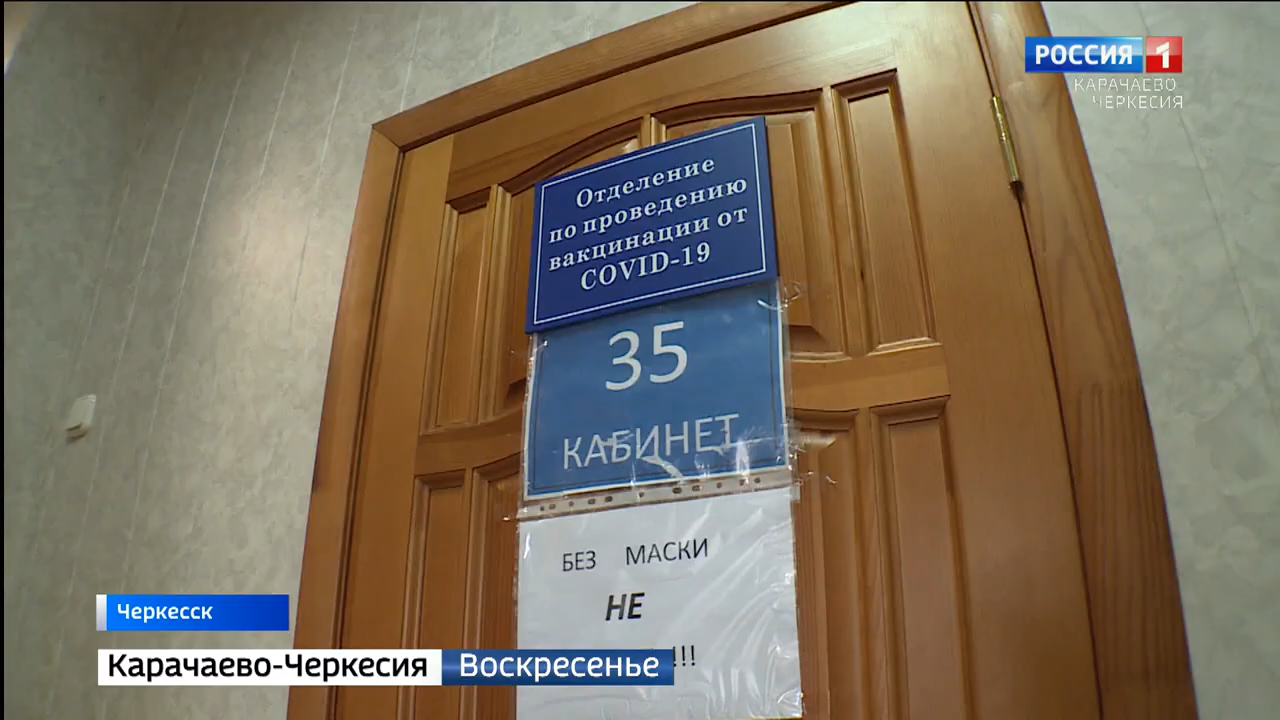 РОССИЯ 1
КАРАЧАЕВО
ЧЕРКЕСИЯ
Отделение
по проведению
вакцинации от
COVID-19
35
КАБИНЕТ
БЕЗ МАСКИ
НЕ
!!!
Черкесск
Карачаево-Черкесия Воскресенье